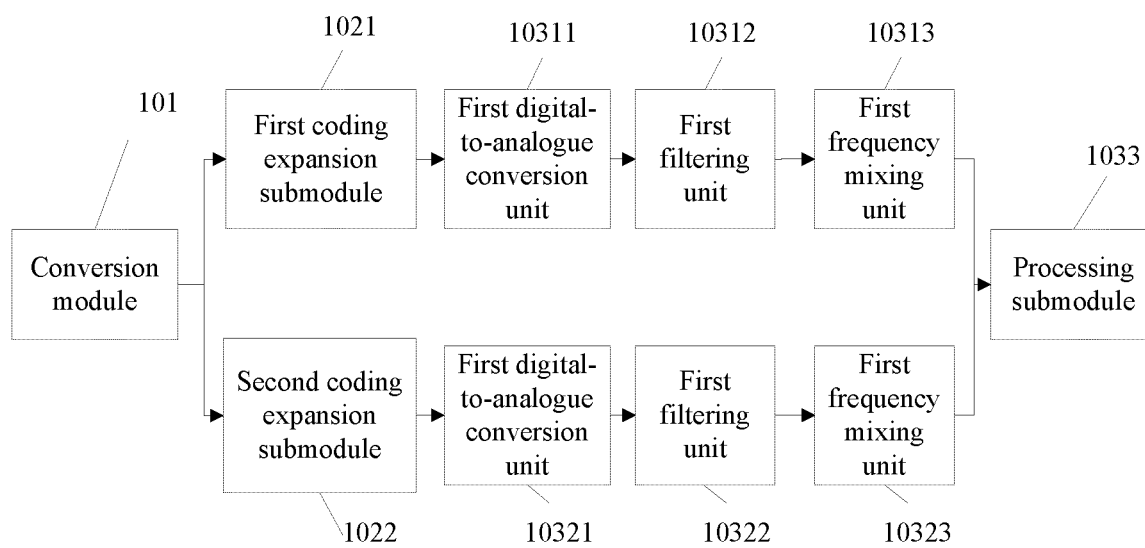 1021
10311
10312
10313
101
First coding
expansion
submodule
First digital-
to-analogue
conversion
unit
First
filtering
unit
First
frequency
mixing
unit
1033
Conversion
module
Processing
submodule
Second coding
expansion
submodule
First digital-
to-analogue
conversion
unit
First
filtering
unit
First
frequency
mixing
unit
1022
10321
10322
10323